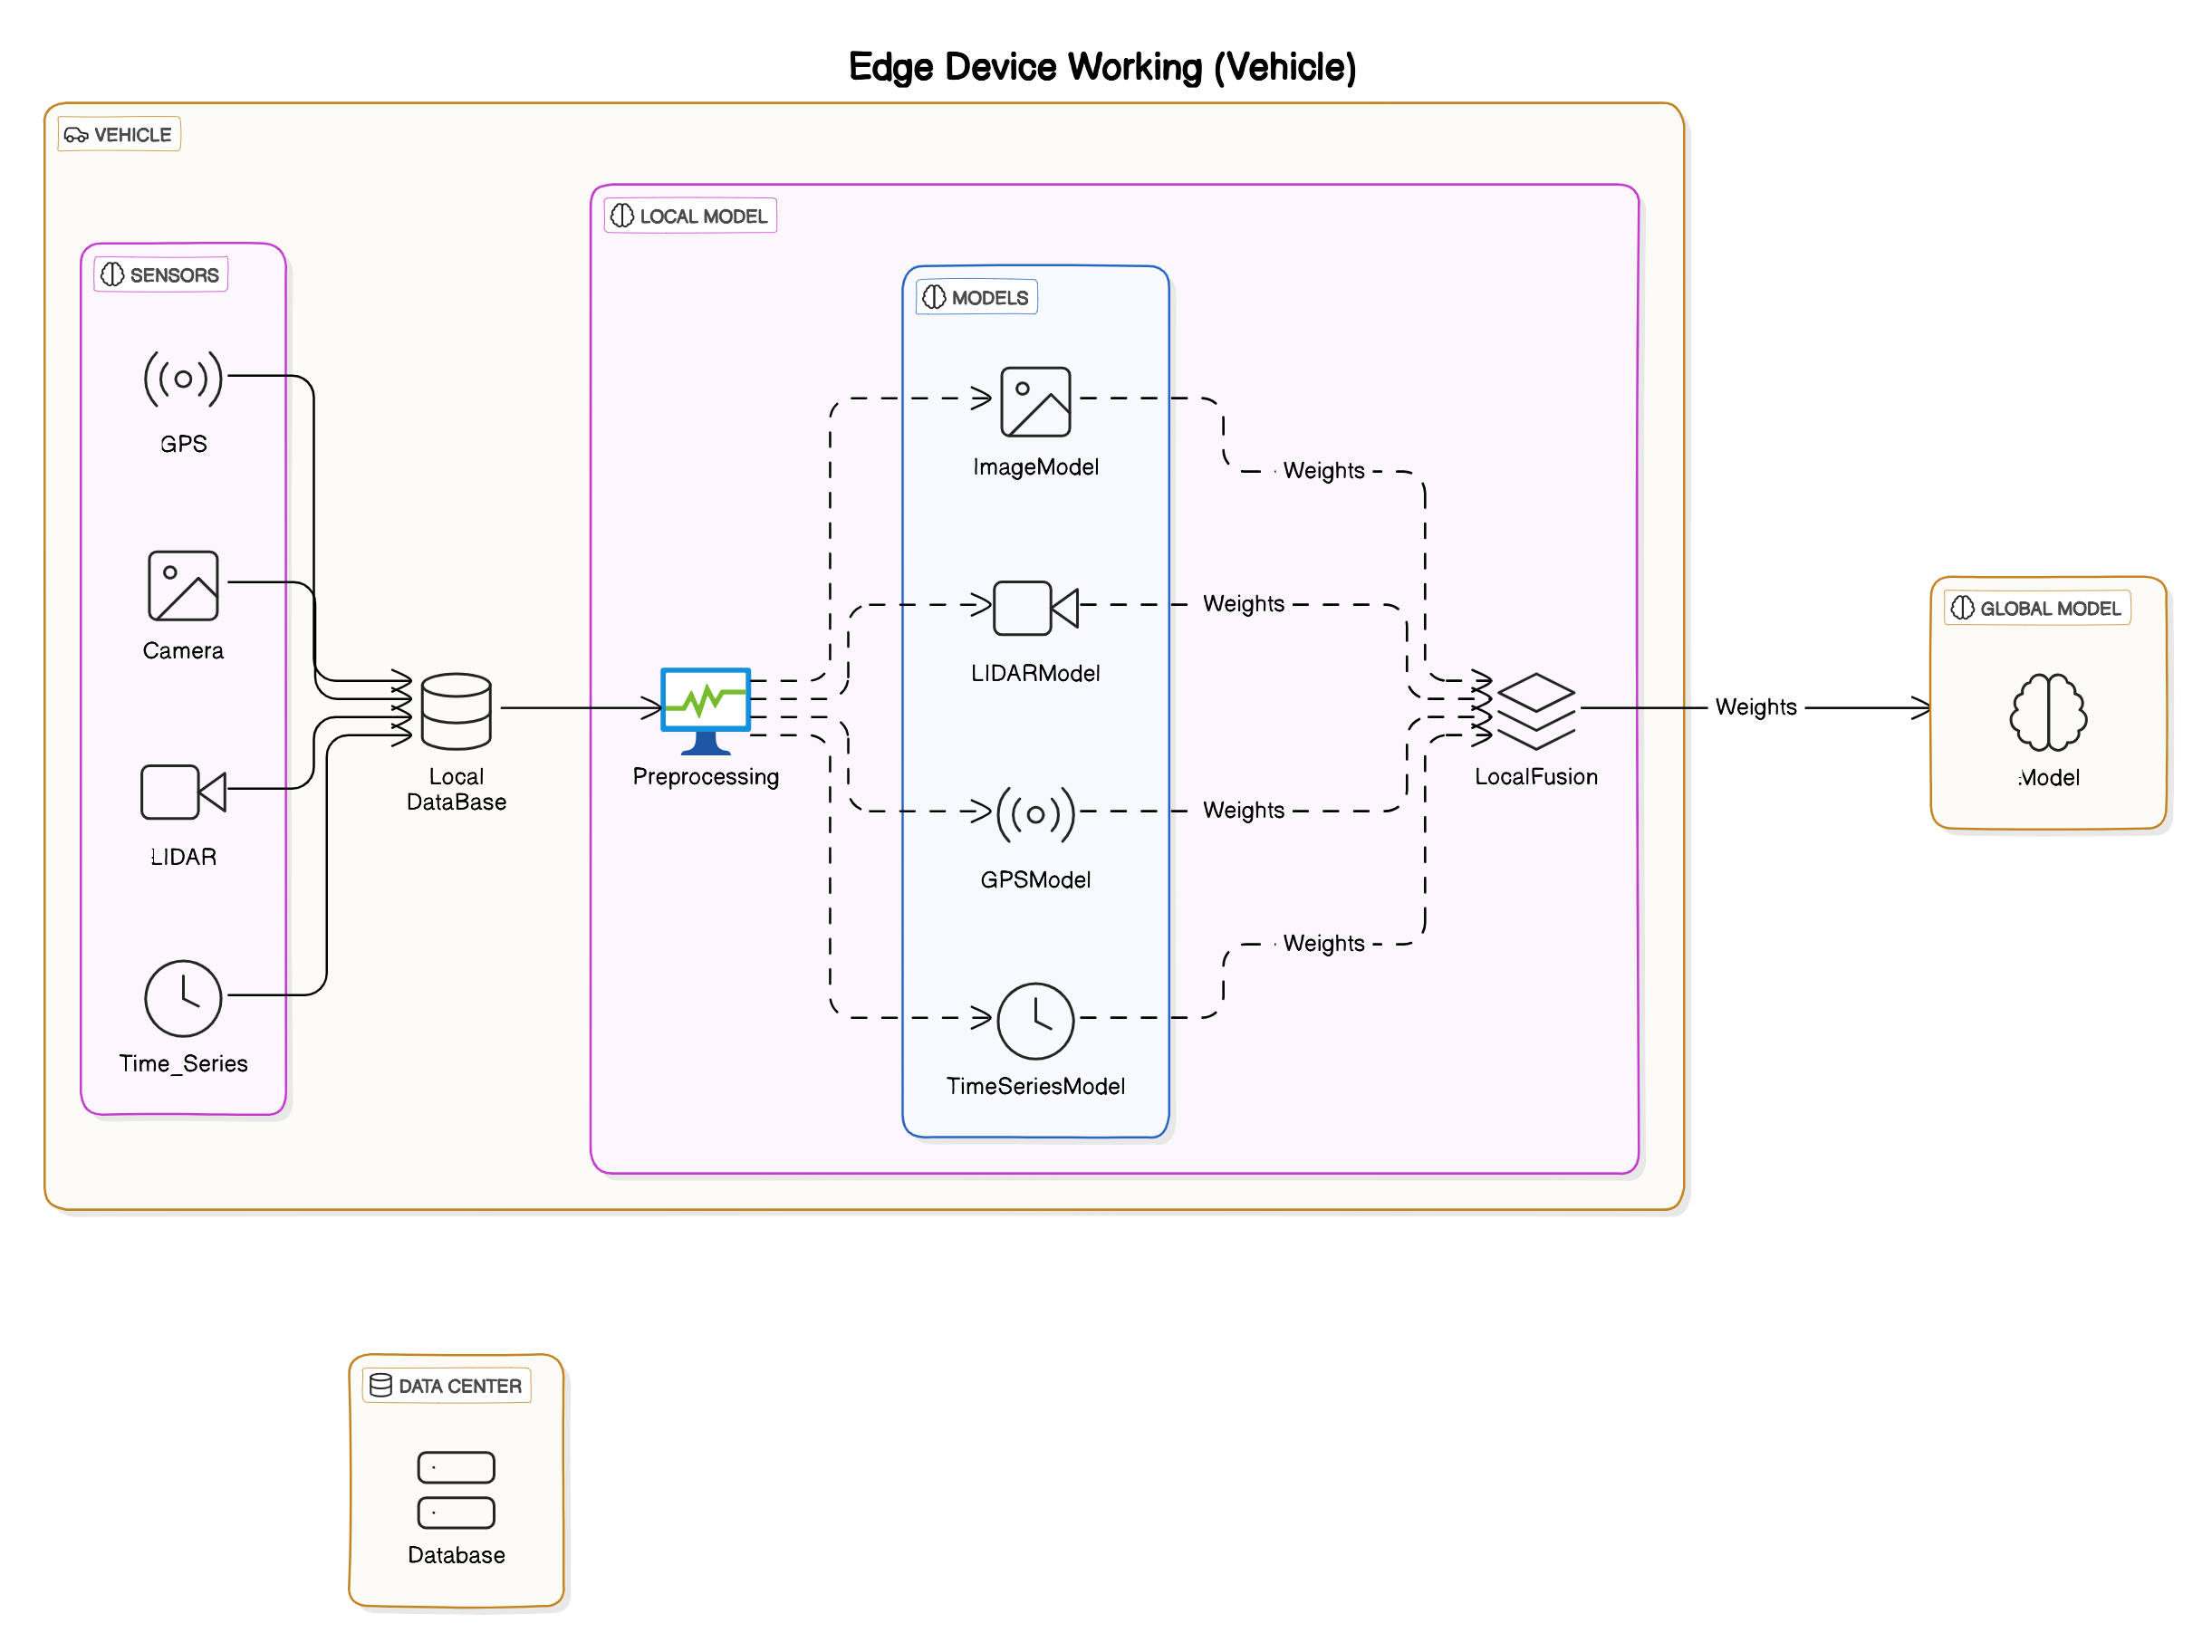 Edge Device Working (Vehicle)
VEHICLE
SENSORS
GPS
Camera
LIDAR
Time_Series
Local
DataBase
LOCAL MODEL
Preprocessing
MODELS
ImageModel
LIDARModel
GPSModel
TimeSeriesModel
Weights
Weights
Weights
Weights
LocalFusion
Weights
GLOBAL MODEL
Model
DATA CENTER
Database